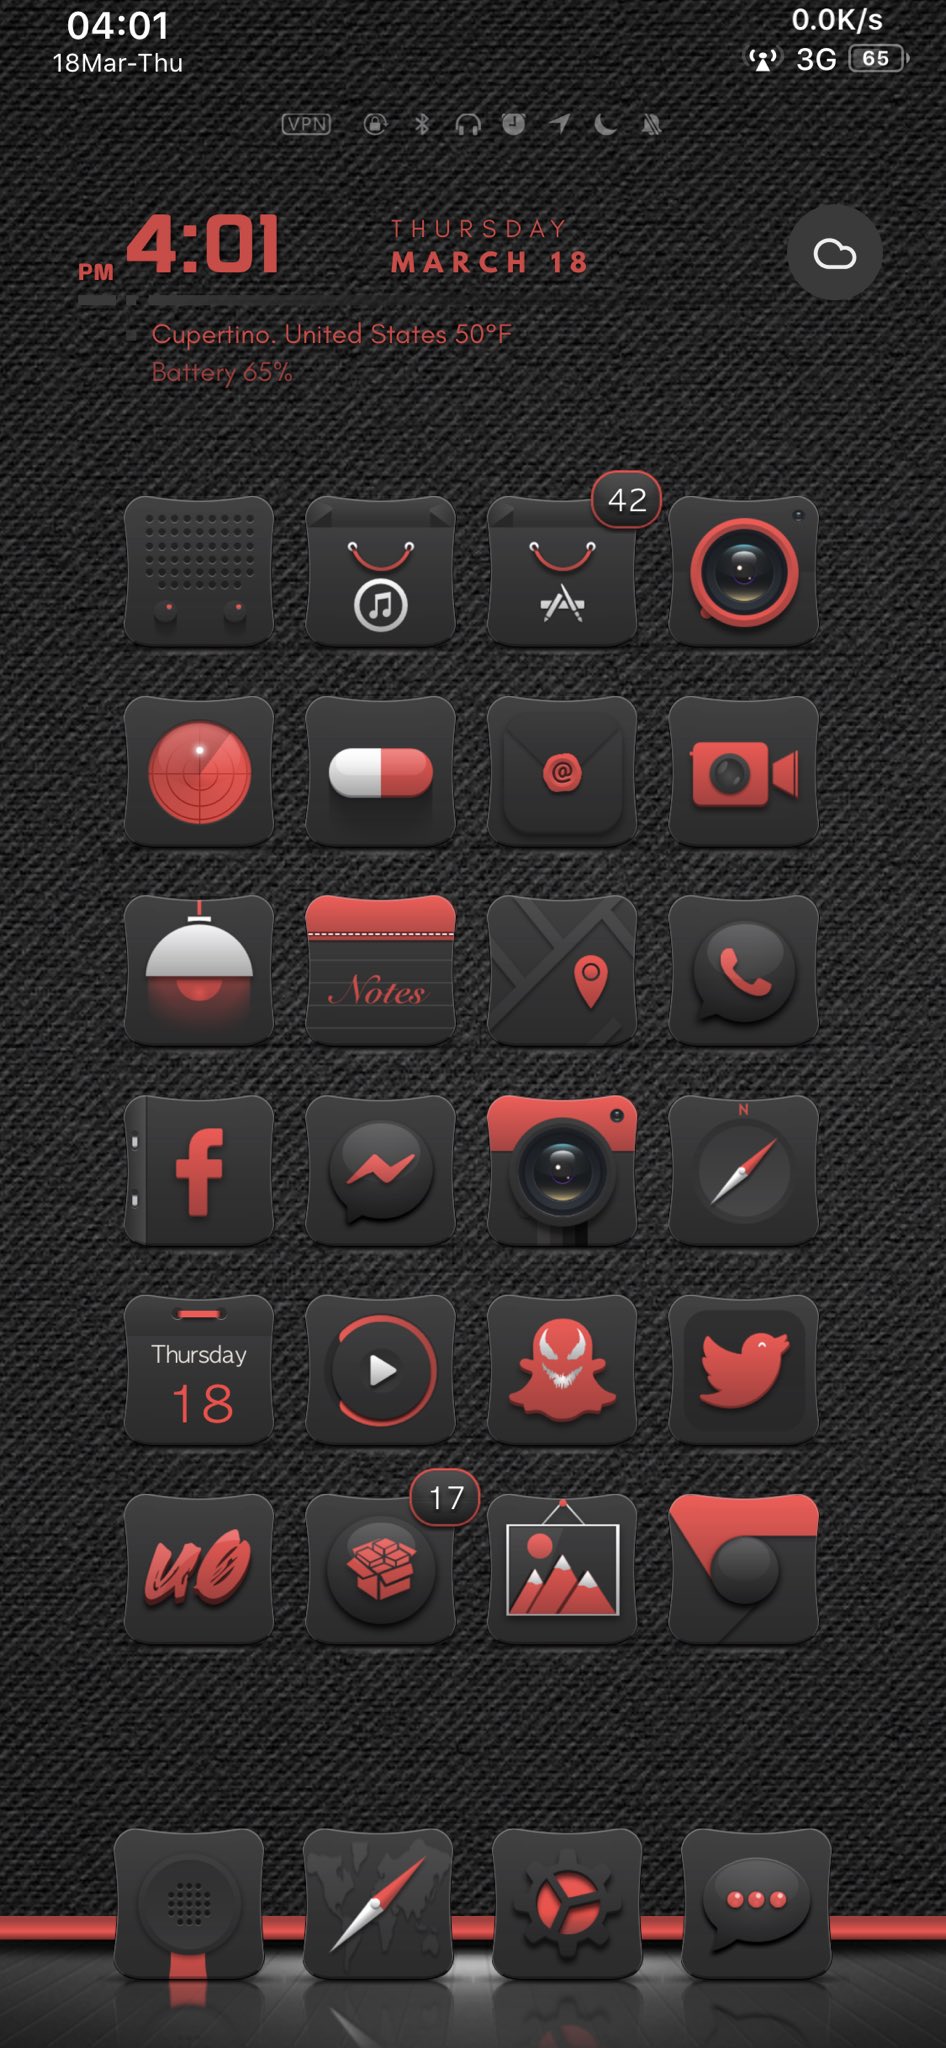 04:01
0.0K/s
18Mar-Thu
3G 65
VPN
PM 4:01
THURSDAY
MARCH 18
Cupertino. United States 50°F
Battery 65%
42
@
Notes
f
N
Thursday
18
17
uo